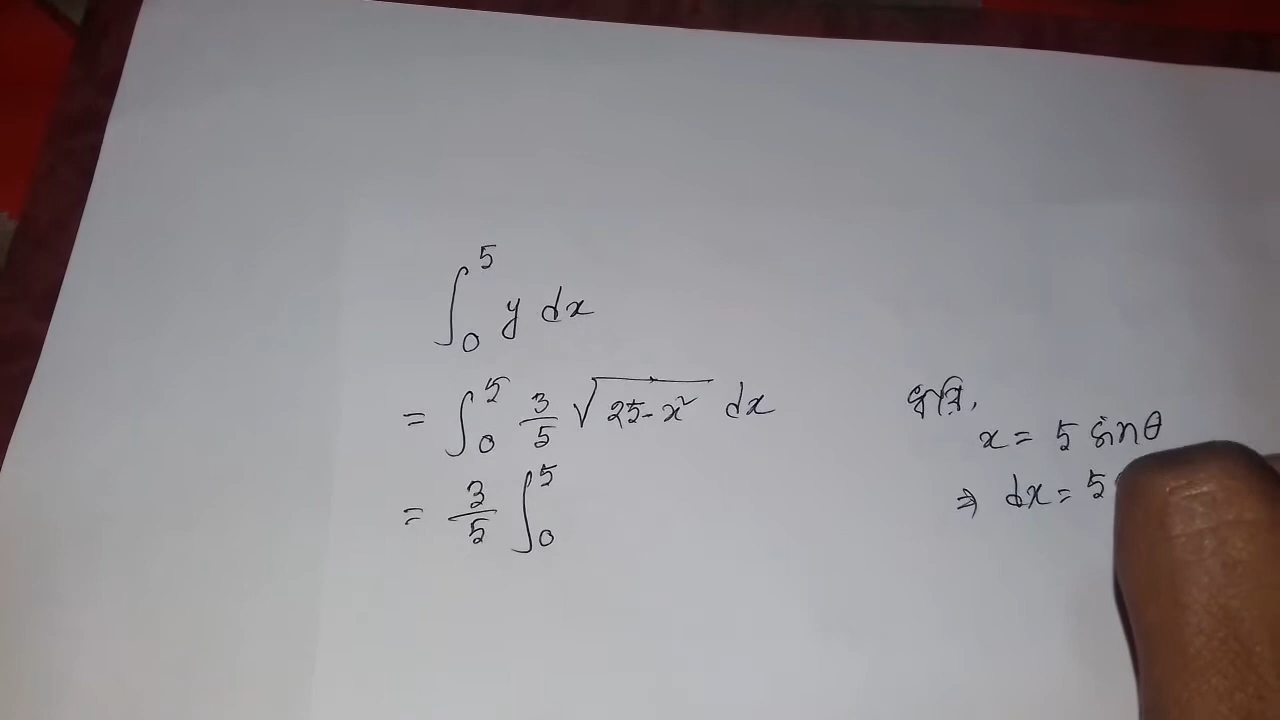 ∫₀⁵ y dx
= ∫₀⁵ 3/5 √(25-x²) dx
= 3/5 ∫₀⁵
ধরি,
x = 5 sinθ
⇒ dx = 5